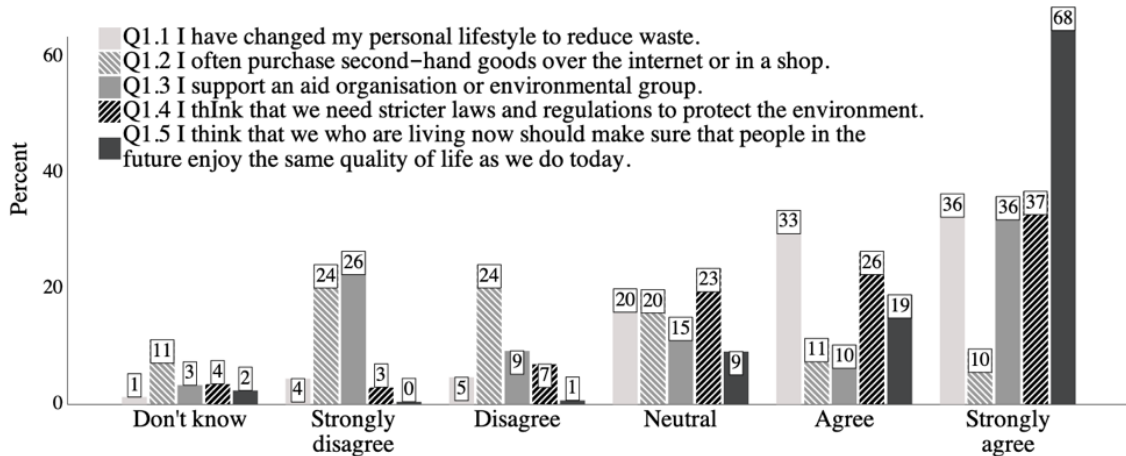 68
60
Q1.1 I have changed my personal lifestyle to reduce waste.
Q1.2 I often purchase second-hand goods over the internet or in a shop.
Q1.3 I support an aid organisation or environmental group.
Q1.4 I thInk that we need stricter laws and regulations to protect the environment.
Q1.5 I think that we who are living now should make sure that people in the
future enjoy the same quality of life as we do today.
Percent
40
20
0
1 11 3 4 2
4 24 26 3 0
5 24 9 7 1
20 20 15 23 9
33 11 10 26 19
36 10 36 37
Don't know Strongly Disagree Neutral Agree Strongly
disagree agree